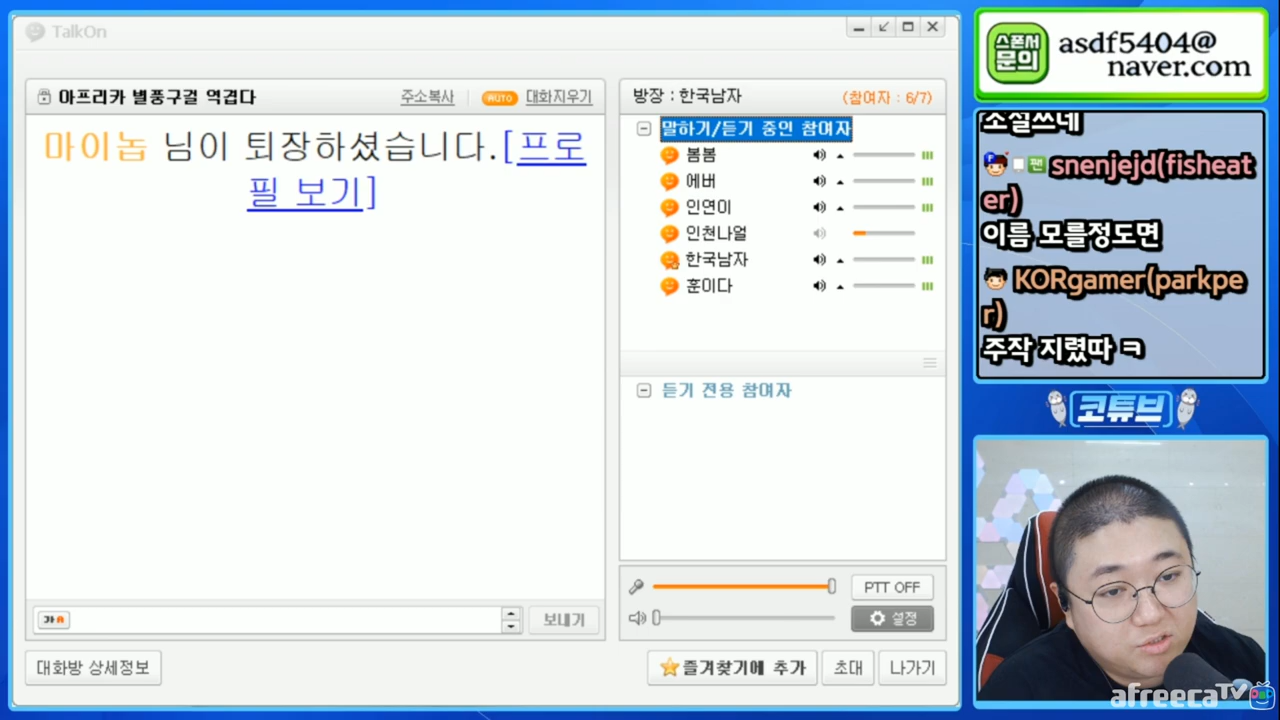 TalkOn
아프리카 별풍구걸 역겹다
주소복사
AUTO 대화지우기
마이놉 님이 퇴장하셨습니다.[프로
필 보기]
가A
보내기
대화방 상세정보
방장 : 한국남자
(참여자 : 6/7)
말하기/듣기 중인 참여자
봄봄
에버
인연이
인천나얼
한국남자
훈이다
듣기 전용 참여자
PTT OFF
설정
즐겨찾기에 추가
초대
나가기
스폰서
문의
asdf5404@
naver.com
소설쓰네
팬 snenjejd(fisheat
er)
이름 모를정도면
KORgamer(parkpe
r)
주작 지렸따 ㅋ
코튜브
afreecaTV